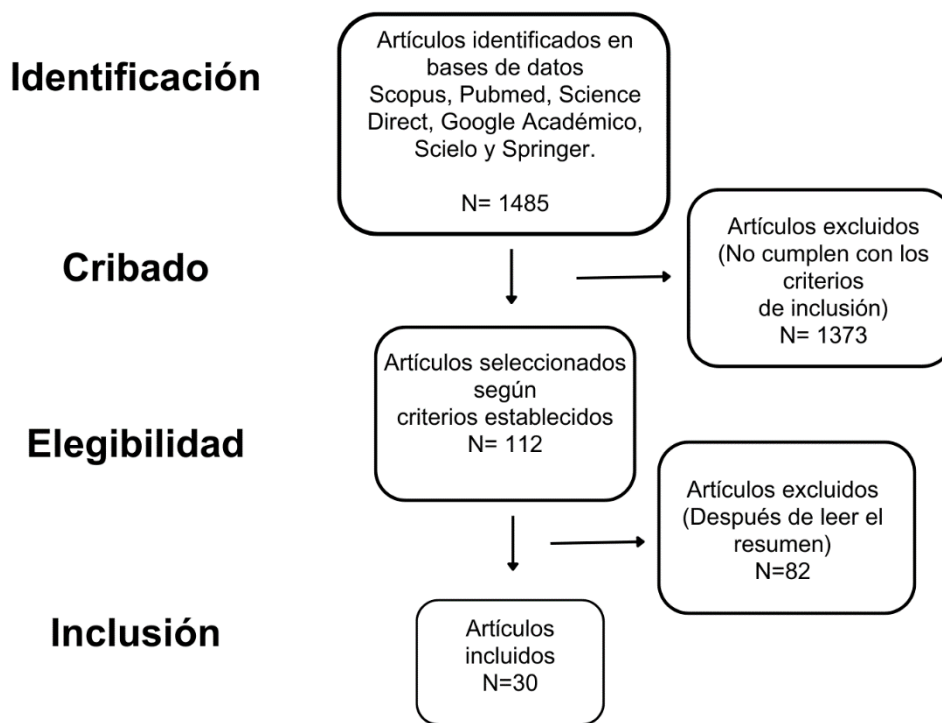 Identificación
Artículos identificados en
bases de datos
Scopus, Pubmed, Science
Direct, Google Académico,
Scielo y Springer.
N= 1485
Cribado
Artículos excluidos
(No cumplen con los
criterios
de inclusión)
N= 1373
Artículos seleccionados
según
criterios establecidos
N= 112
Elegibilidad
Artículos excluidos
(Después de leer el
resumen)
N=82
Inclusión
Artículos
incluidos
N=30